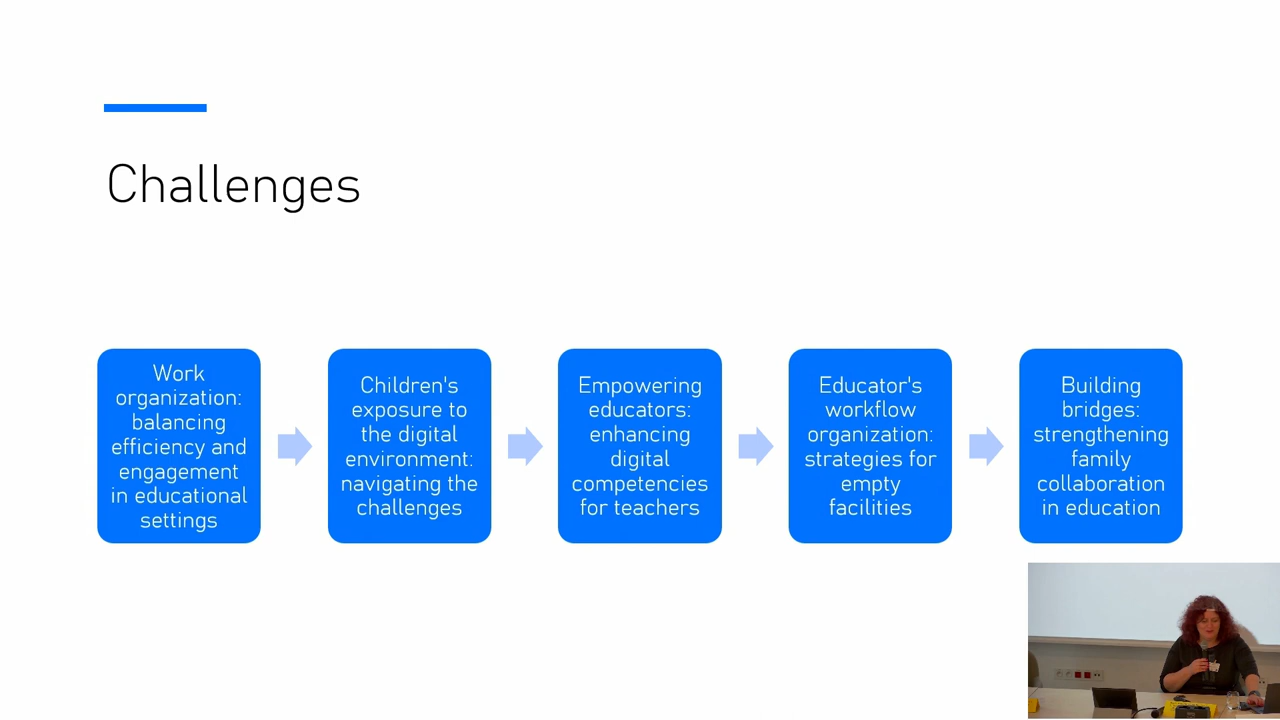 Challenges
Work
organization:
balancing
efficiency and
engagement
in educational
settings
Children's
exposure to
the digital
environment:
navigating the
challenges
Empowering
educators:
enhancing
digital
competencies
for teachers
Educator's
workflow
organization:
strategies for
empty
facilities
Building
bridges:
strengthening
family
collaboration
in education